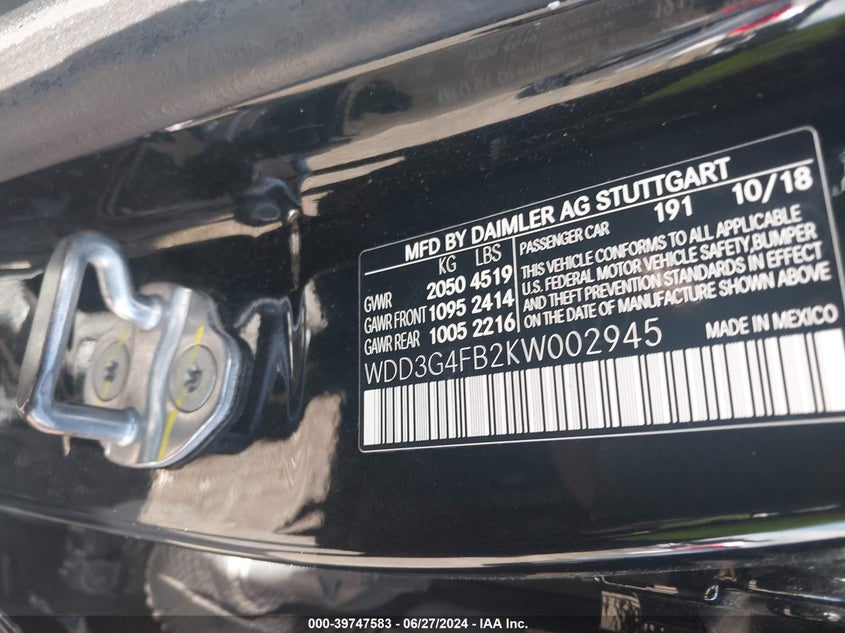 MFD BY DAIMLER AG STUTTGART
KG LBS
GVWR 2050 4519
GAWR FRONT 1095 2414
GAWR REAR 1005 2216
PASSENGER CAR 191 10/18
THIS VEHICLE CONFORMS TO ALL APPLICABLE
U.S. FEDERAL MOTOR VEHICLE SAFETY, BUMPER
AND THEFT PREVENTION STANDARDS IN EFFECT
ON THE DATE OF MANUFACTURE SHOWN ABOVE
WDD3G4FB2KW002945
MADE IN MEXICO
000-39747583 - 06/27/2024 - IAA Inc.